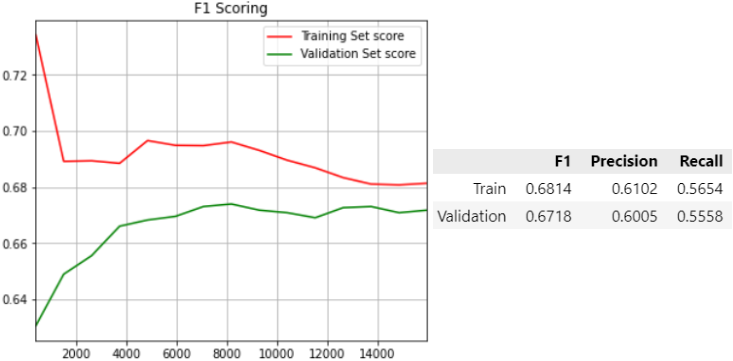 F1 Scoring
Training Set score
Validation Set score
0.72
0.70
0.68
0.66
0.64
2000 4000 6000 8000 10000 12000 14000
F1 Precision Recall
Train 0.6814 0.6102 0.5654
Validation 0.6718 0.6005 0.5558